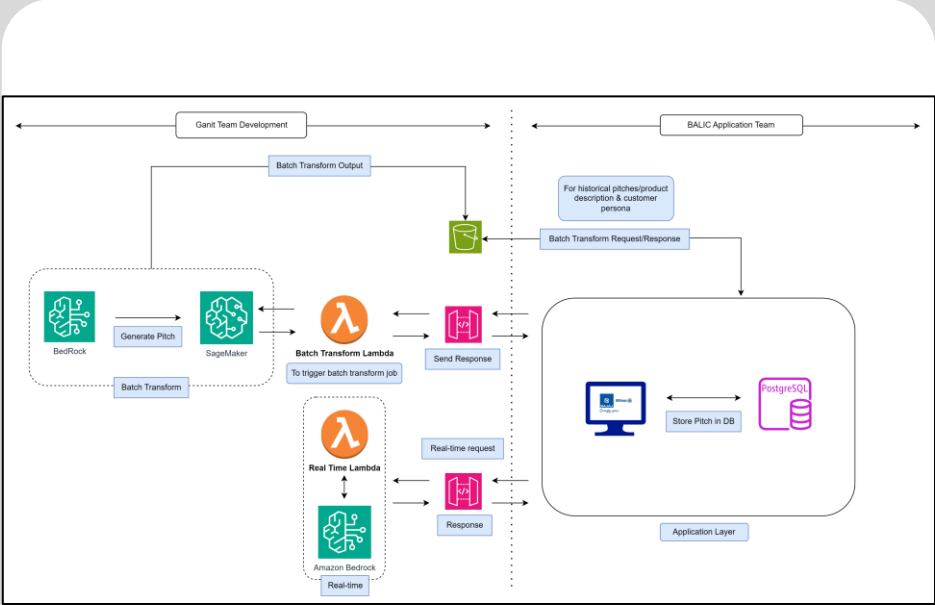 Ganit Team Development
BALIC Application Team
Batch Transform Output
For historical pitches/product
description & customer
persona
Batch Transform Request/Response
BedRock
Generate Pitch
SageMaker
Batch Transform
Batch Transform Lambda
To trigger batch transform job
Send Response
PostgreSQL
Store Pitch in DB
Real-time request
Real Time Lambda
Response
Amazon Bedrock
Real-time
Application Layer